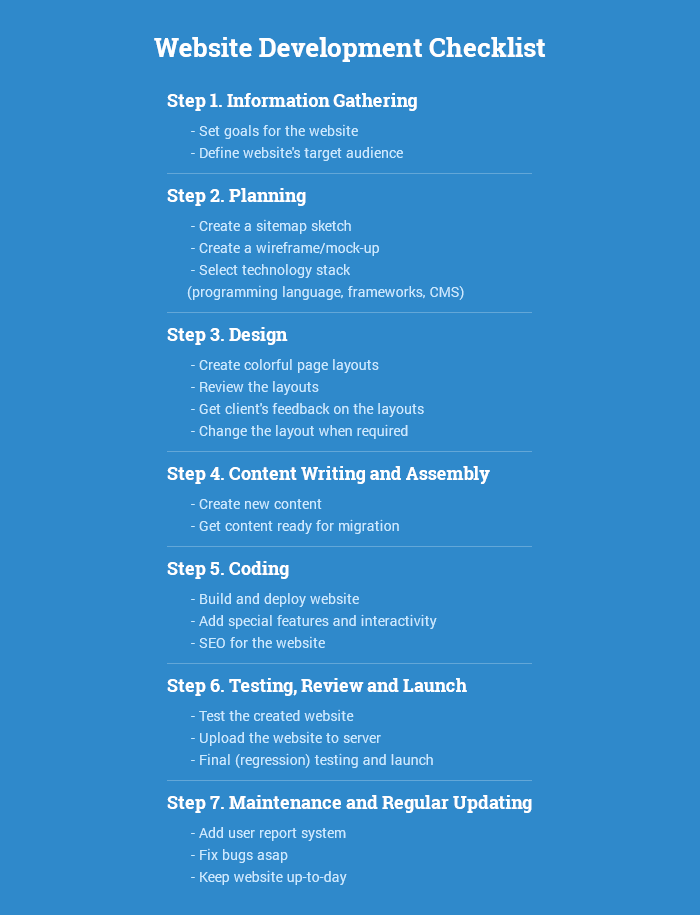 Website Development Checklist
Step 1. Information Gathering
- Set goals for the website
- Define website's target audience
Step 2. Planning
- Create a sitemap sketch
- Create a wireframe/mock-up
- Select technology stack
(programming language, frameworks, CMS)
Step 3. Design
- Create colorful page layouts
- Review the layouts
- Get client's feedback on the layouts
- Change the layout when required
Step 4. Content Writing and Assembly
- Create new content
- Get content ready for migration
Step 5. Coding
- Build and deploy website
- Add special features and interactivity
- SEO for the website
Step 6. Testing, Review and Launch
- Test the created website
- Upload the website to server
- Final (regression) testing and launch
Step 7. Maintenance and Regular Updating
- Add user report system
- Fix bugs asap
- Keep website up-to-day